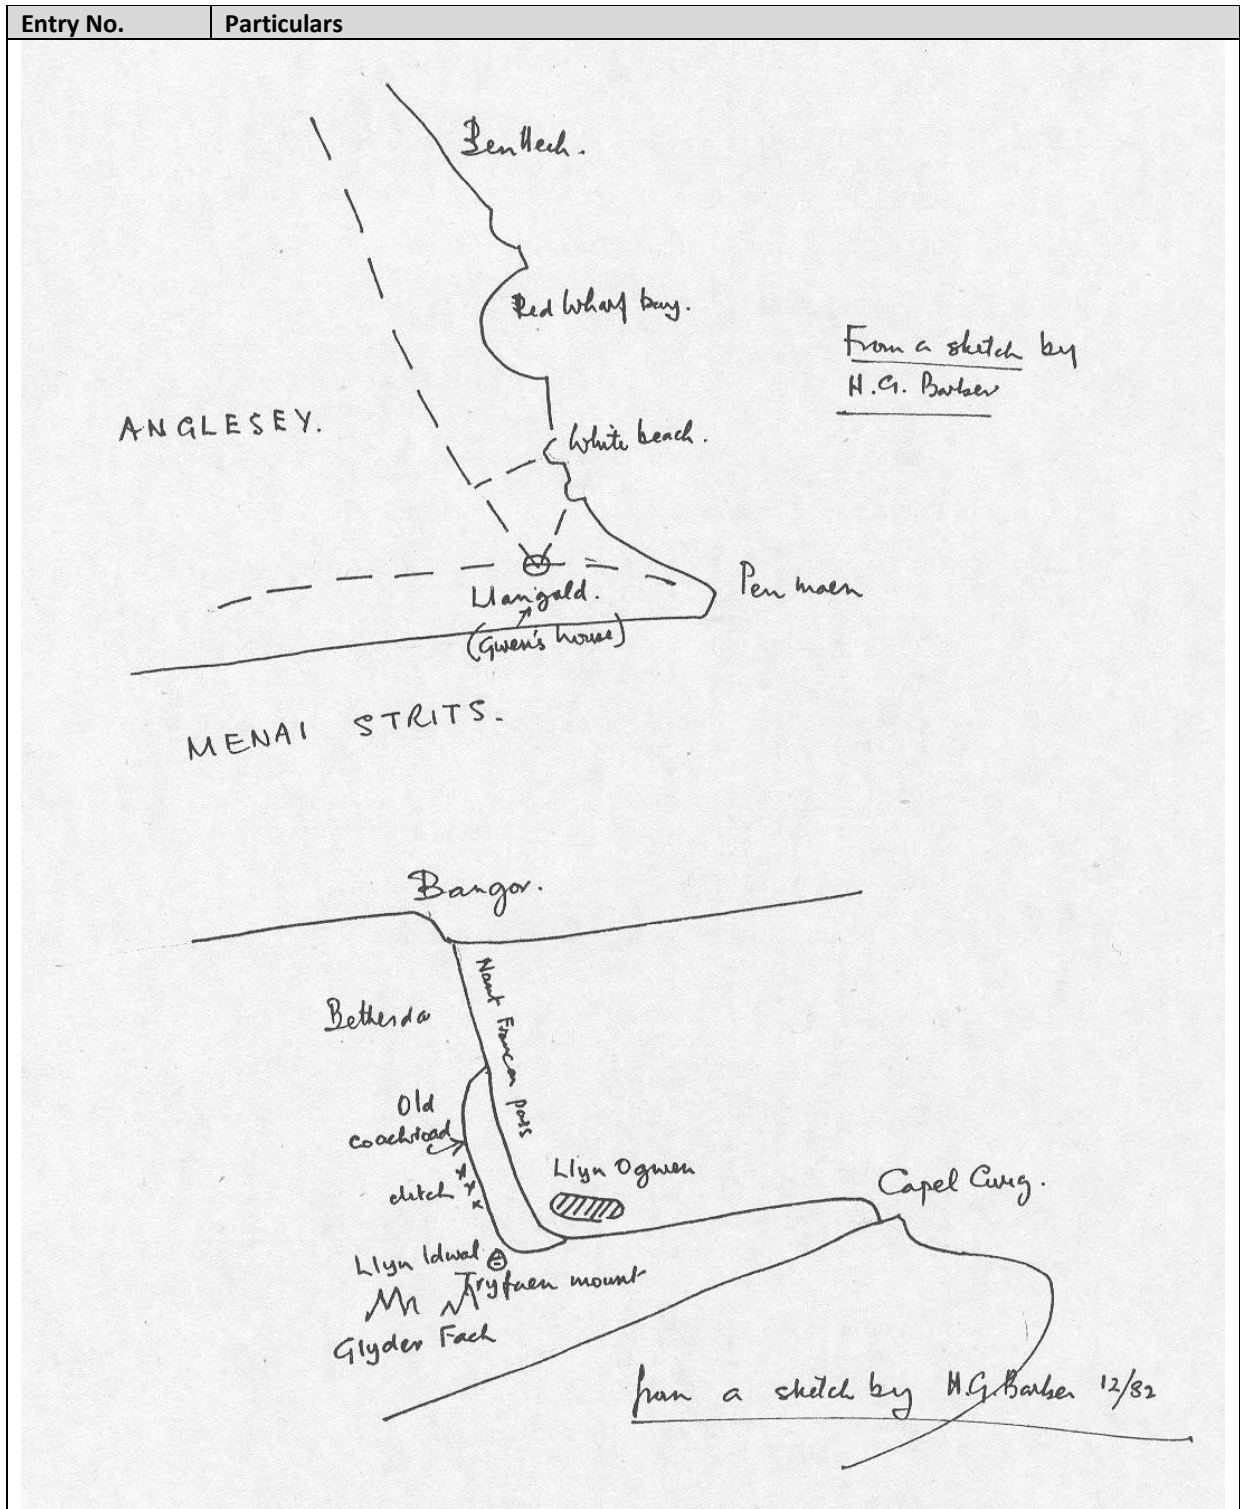 Entry No. Particulars
Benllech.
Red Wharf bay.
From a sketch by
H.G. Barber
ANGLESEY.
White beach.
Pen maen
Llanigald.
(Gwen's house)
MENAI STRITS.
Bangor.
Nant Francon pass
Bethesda
Old
coachroad
ditch
Llyn Ogwen
Capel Curig.
Llyn Idwal
Tryfaen mount
Glyder Fach
from a sketch by H.G. Barber 12/82